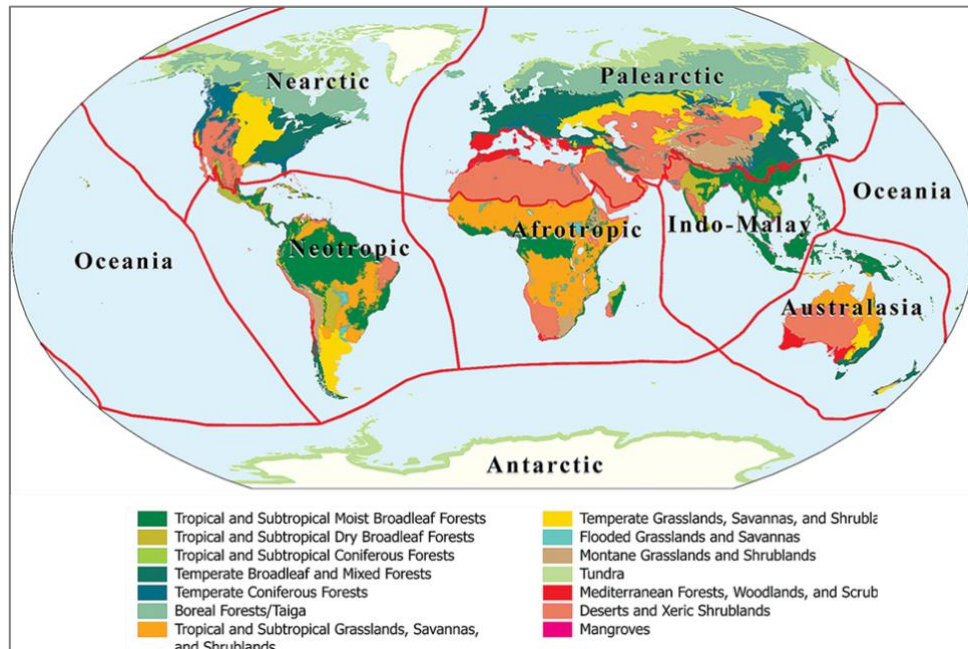 Nearctic
Palearctic
Oceania
Neotropic
Afrotropic
Indo-Malay
Oceania
Australasia
Antarctic
Tropical and Subtropical Moist Broadleaf Forests
Tropical and Subtropical Dry Broadleaf Forests
Tropical and Subtropical Coniferous Forests
Temperate Broadleaf and Mixed Forests
Temperate Coniferous Forests
Boreal Forests/Taiga
Tropical and Subtropical Grasslands, Savannas,
and Shrublands
Temperate Grasslands, Savannas, and Shrubla
Flooded Grasslands and Savannas
Montane Grasslands and Shrublands
Tundra
Mediterranean Forests, Woodlands, and Scrub
Deserts and Xeric Shrublands
Mangroves